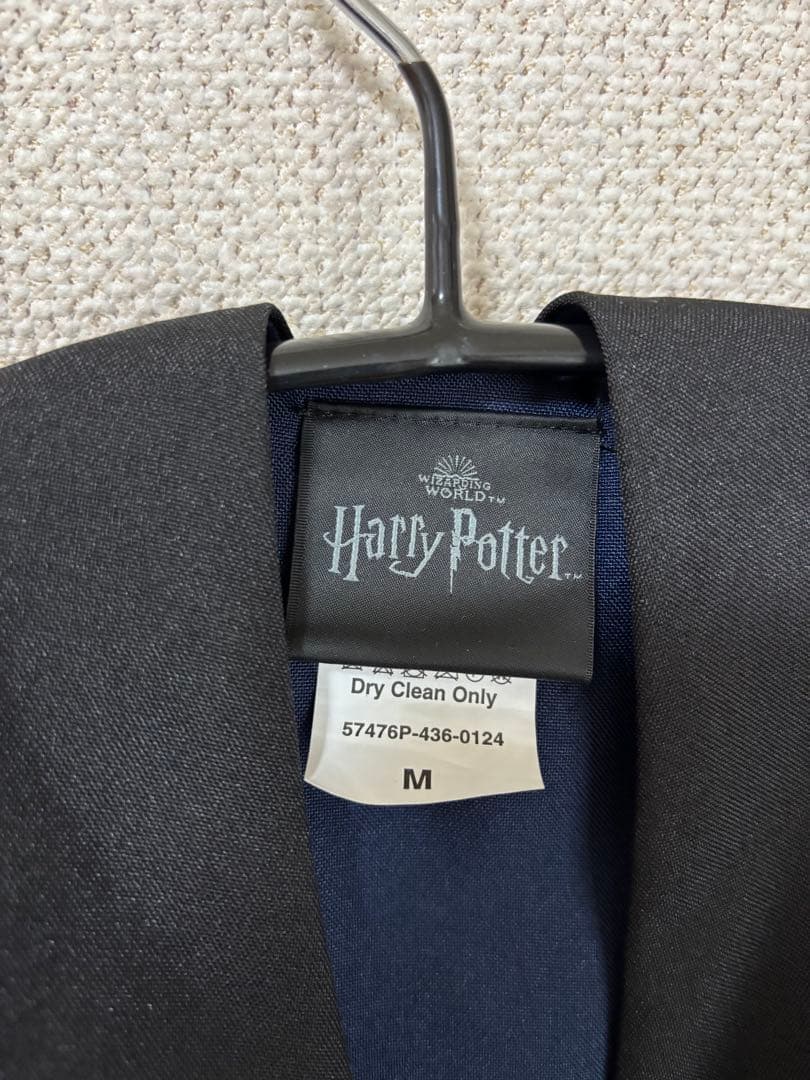 WIZARDING
WORLD™
Harry Potter™
Dry Clean Only
57476P-436-0124
M